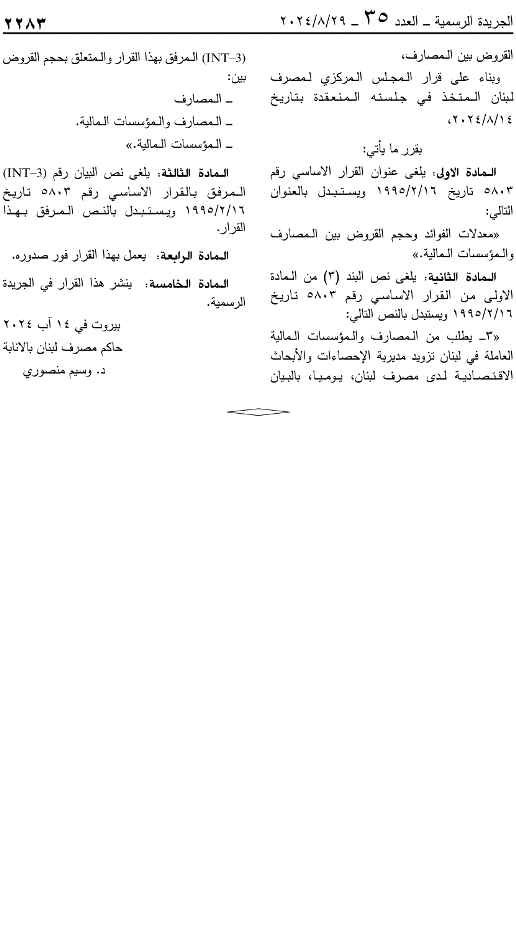 الجريدة الرسمية ــ العدد ٣٥ ــ ٢٠٢٤/٨/٢٩
٢٢٨٣
القروض بين المصارف،
وبناء على قرار المجلس المركزي لمصرف
لبنان المتخذ في جلسته المنعقدة بتاريخ
٢٠٢٤/٨/١٤،
يقرر ما يأتي:
المادة الاولى: يلغى عنوان القرار الاساسي رقم
٥٨٠٣ تاريخ ١٩٩٥/٢/١٦ ويستبدل بالعنوان
التالي:
«معدلات الفوائد وحجم القروض بين المصارف
والمؤسسات المالية.»
المادة الثانية: يلغى نص البند (٣) من المادة
الاولى من القرار الاساسي رقم ٥٨٠٣ تاريخ
١٩٩٥/٢/١٦ ويستبدل بالنص التالي:
«٣ــ يطلب من المصارف والمؤسسات المالية
العاملة في لبنان تزويد مديرية الإحصاءات والأبحاث
الاقتصادية لدى مصرف لبنان، يوميا، بالبيان
(INT–3) المرفق بهذا القرار والمتعلق بحجم القروض
بين:
ــ المصارف
ــ المصارف والمؤسسات المالية.
ــ المؤسسات المالية.»
المادة الثالثة: يلغى نص البيان رقم (INT–3)
المرفق بالقرار الاساسي رقم ٥٨٠٣ تاريخ
١٩٩٥/٢/١٦ ويستبدل بالنص المرفق بهذا
القرار.
المادة الرابعة: يعمل بهذا القرار فور صدوره.
المادة الخامسة: ينشر هذا القرار في الجريدة
الرسمية.
بيروت في ١٤ آب ٢٠٢٤
حاكم مصرف لبنان بالانابة
د. وسيم منصوري